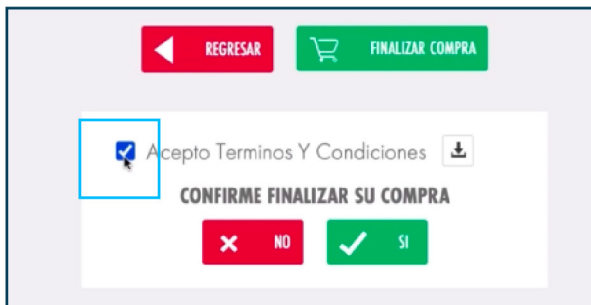 REGRESAR
FINALIZAR COMPRA
Acepto Terminos Y Condiciones
CONFIRME FINALIZAR SU COMPRA
NO
SI